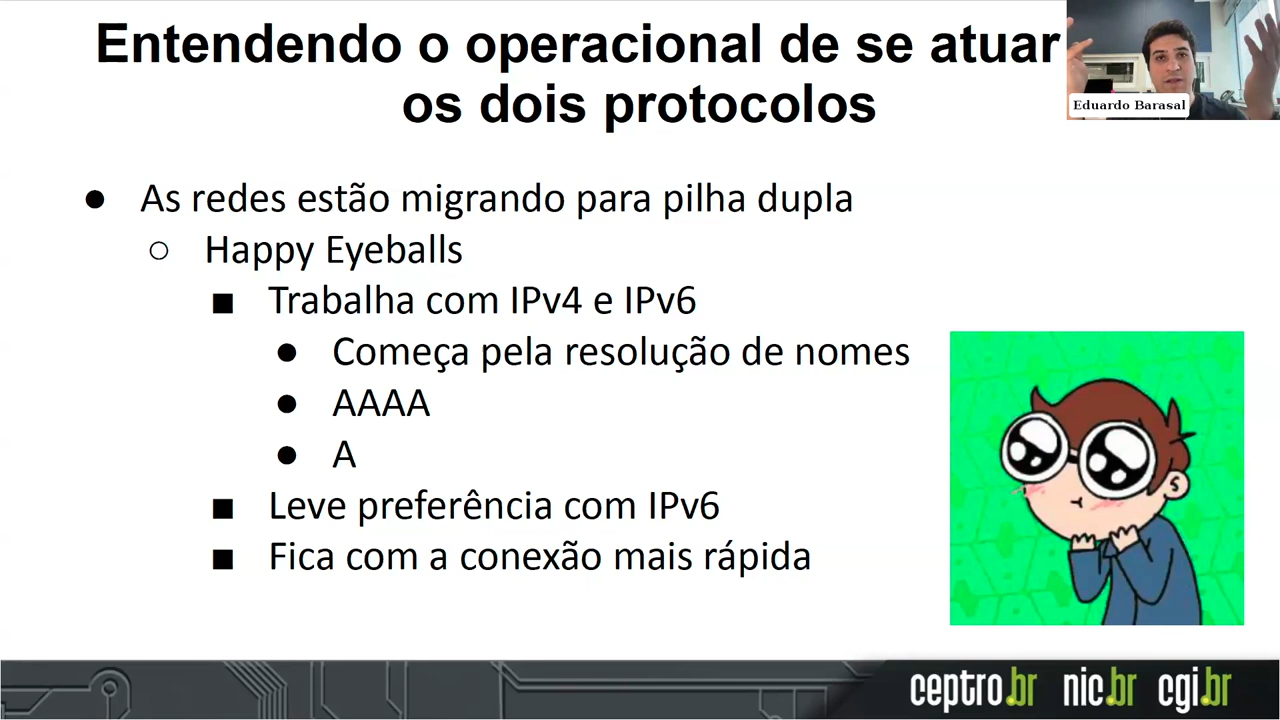 Entendendo o operacional de se atuar
os dois protocolos
Eduardo Barasal
● As redes estão migrando para pilha dupla
○ Happy Eyeballs
■ Trabalha com IPv4 e IPv6
● Começa pela resolução de nomes
● AAAA
● A
■ Leve preferência com IPv6
■ Fica com a conexão mais rápida
ceptro.br nic.br cgi.br